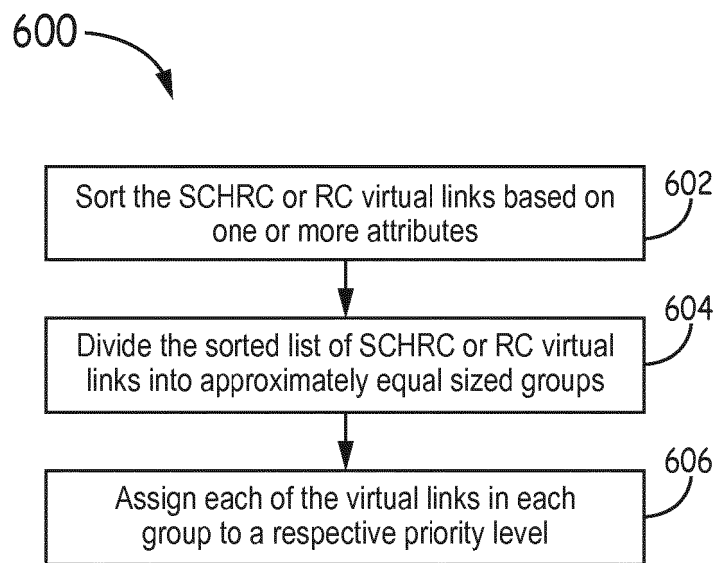 600
602
Sort the SCHRC or RC virtual links based on
one or more attributes
604
Divide the sorted list of SCHRC or RC virtual
links into approximately equal sized groups
606
Assign each of the virtual links in each
group to a respective priority level